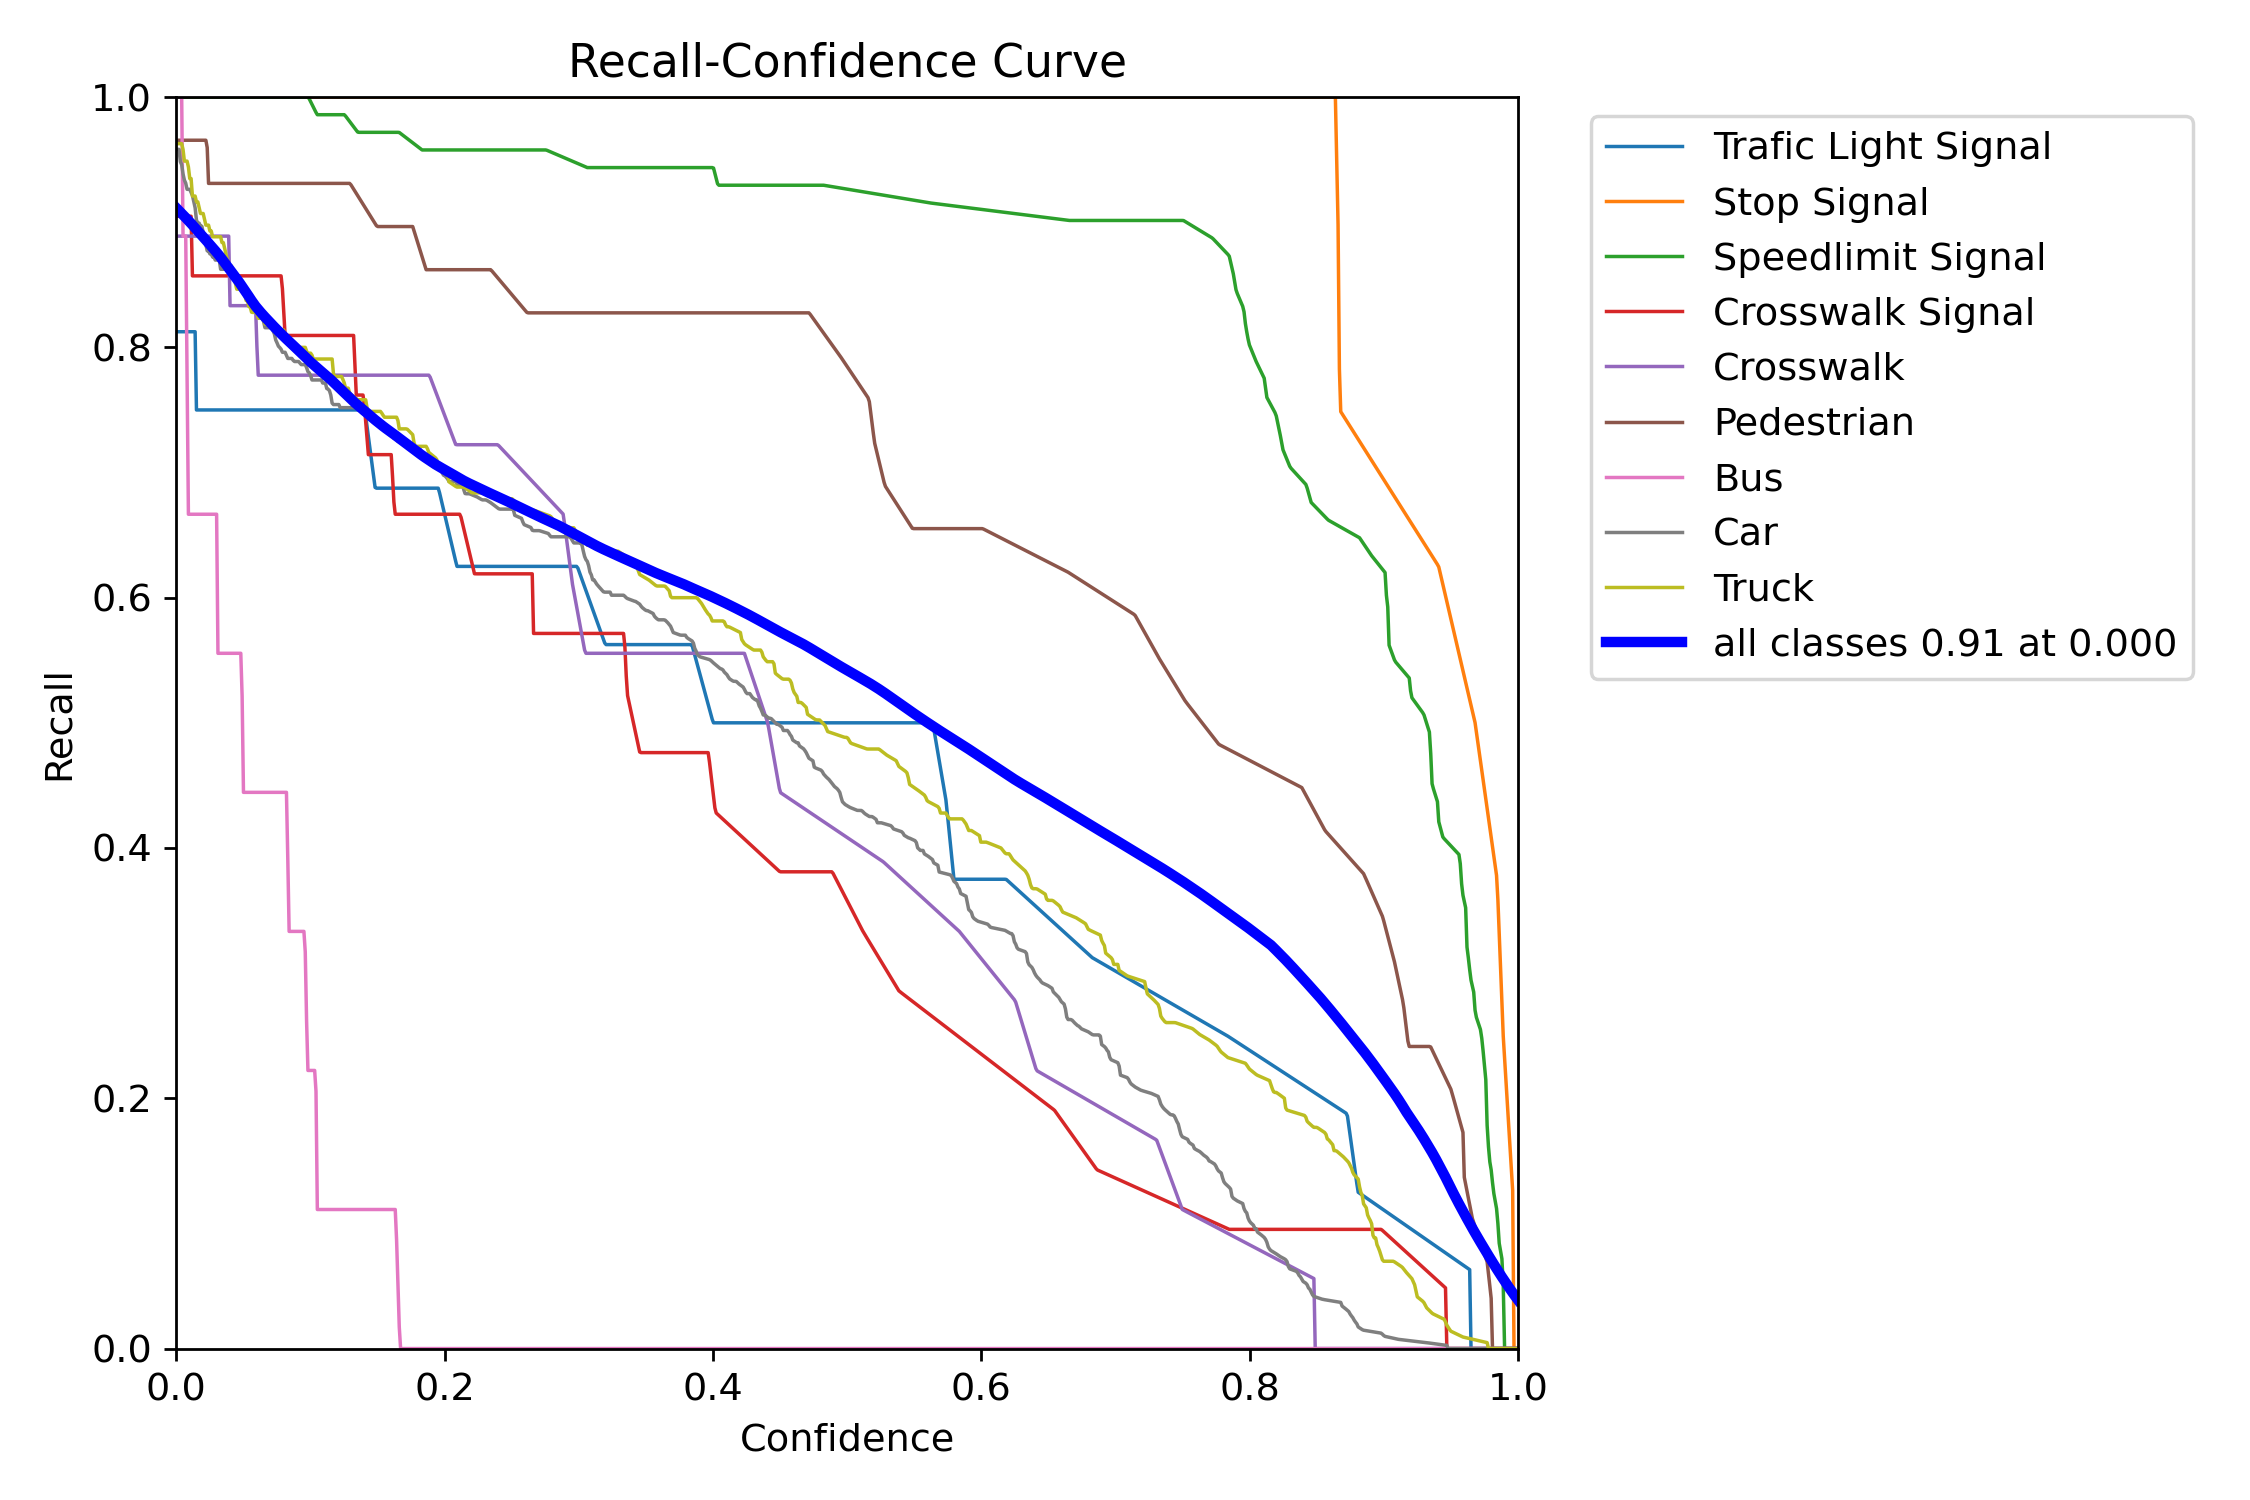 Recall-Confidence Curve
1.0
0.8
0.6
0.4
0.2
0.0
Recall
0.0 0.2 0.4 0.6 0.8 1.0
Confidence
Trafic Light Signal
Stop Signal
Speedlimit Signal
Crosswalk Signal
Crosswalk
Pedestrian
Bus
Car
Truck
all classes 0.91 at 0.000